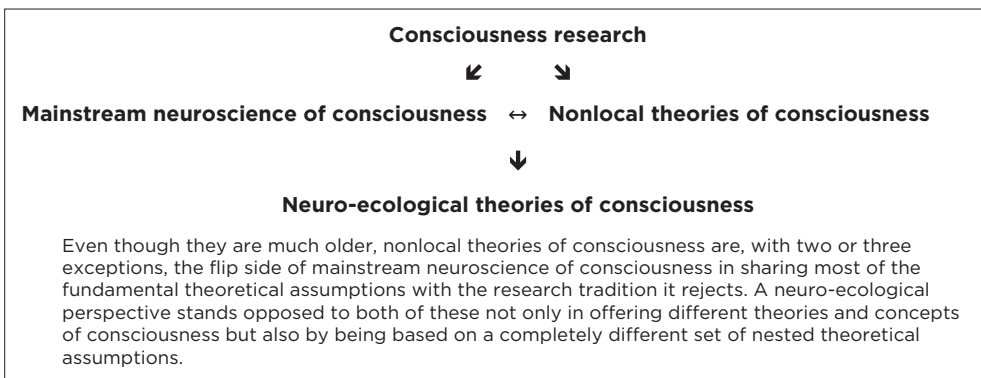 Consciousness research
Mainstream neuroscience of consciousness ↔ Nonlocal theories of consciousness
Neuro-ecological theories of consciousness
Even though they are much older, nonlocal theories of consciousness are, with two or three
exceptions, the flip side of mainstream neuroscience of consciousness in sharing most of the
fundamental theoretical assumptions with the research tradition it rejects. A neuro-ecological
perspective stands opposed to both of these not only in offering different theories and concepts
of consciousness but also by being based on a completely different set of nested theoretical
assumptions.